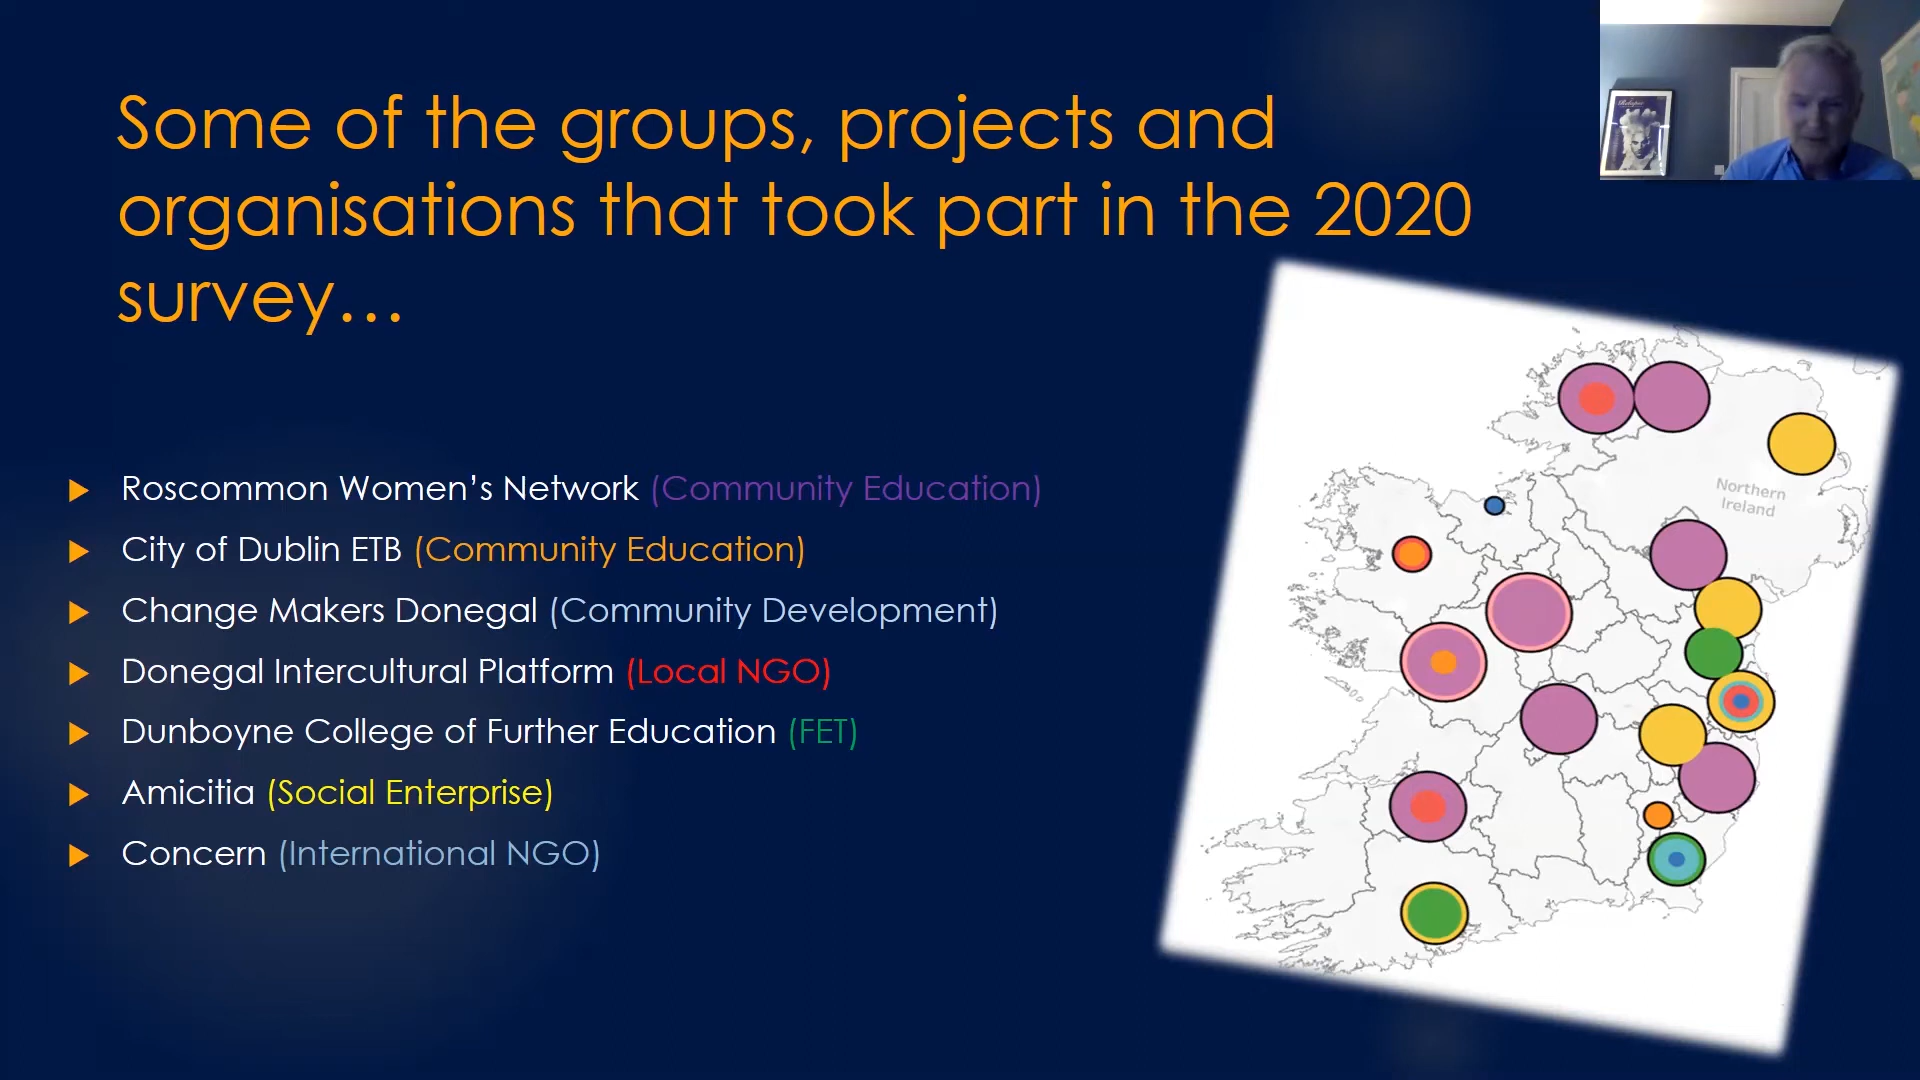 Some of the groups, projects and
organisations that took part in the 2020
survey…
Roscommon Women’s Network (Community Education)
City of Dublin ETB (Community Education)
Change Makers Donegal (Community Development)
Donegal Intercultural Platform (Local NGO)
Dunboyne College of Further Education (FET)
Amicitia (Social Enterprise)
Concern (International NGO)
Northern
Ireland